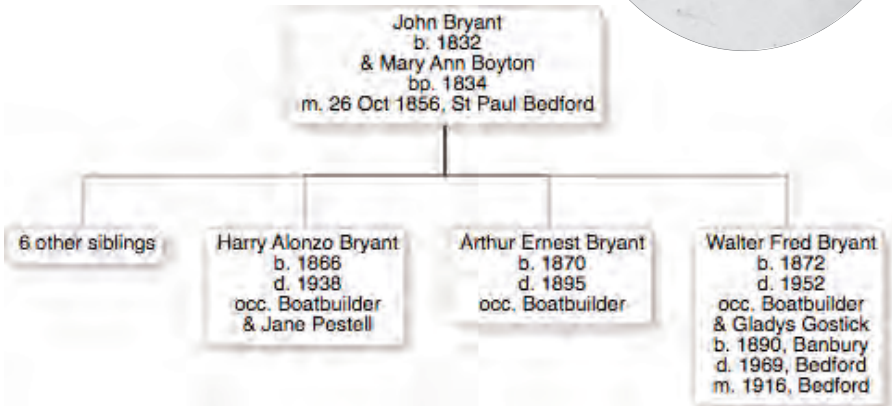 John Bryant
b. 1832
& Mary Ann Boyton
bp. 1834
m. 26 Oct 1856, St Paul Bedford
6 other siblings
Harry Alonzo Bryant
b. 1866
d. 1938
occ. Boatbuilder
& Jane Pestell
Arthur Ernest Bryant
b. 1870
d. 1895
occ. Boatbuilder
Walter Fred Bryant
b. 1872
d. 1952
occ. Boatbuilder
& Gladys Gostick
b. 1890, Banbury
d. 1969, Bedford
m. 1916, Bedford